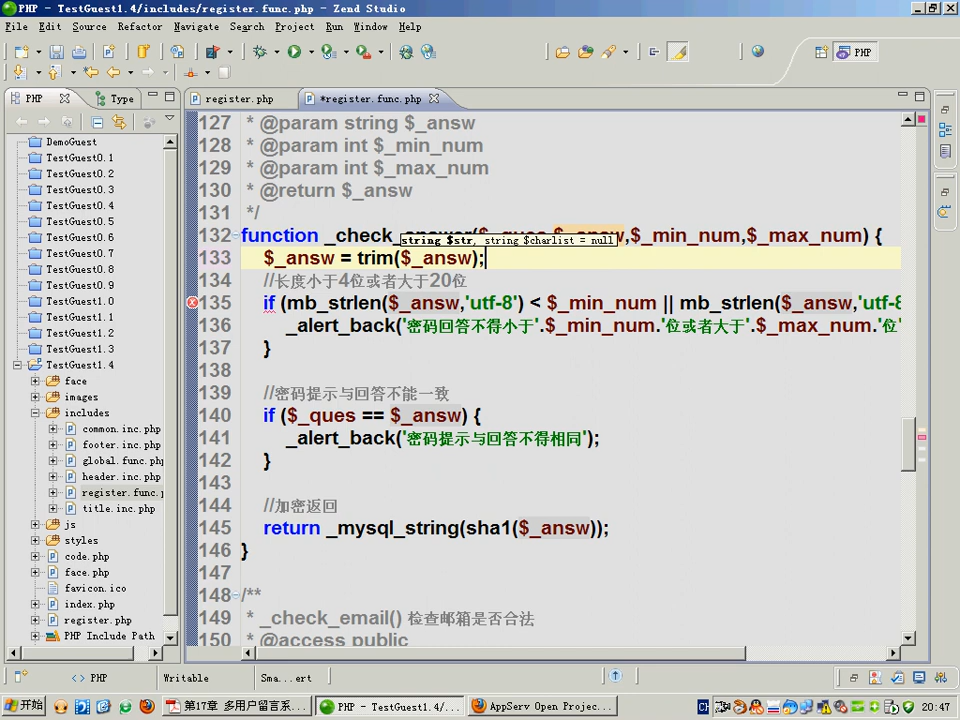 PHP - TestGuest1.4/includes/register.func.php - Zend Studio
File Edit Source Refactor Navigate Search Project Run Window Help
PHP
PHP Type
register.php *register.func.php
DemoGuest
TestGuest0.1
TestGuest0.2
TestGuest0.3
TestGuest0.4
TestGuest0.5
TestGuest0.6
TestGuest0.7
TestGuest0.8
TestGuest0.9
TestGuest1.0
TestGuest1.1
TestGuest1.2
TestGuest1.3
TestGuest1.4
face
images
includes
common.inc.php
footer.inc.php
global.func.php
header.inc.php
register.func.p
title.inc.php
js
styles
code.php
face.php
favicon.ico
index.php
register.php
PHP Include Path
127 * @param string $_answ
128 * @param int $_min_num
129 * @param int $_max_num
130 * @return $_answ
131 */
132 function _check_answer($_ques,$_answ,$_min_num,$_max_num) {
string $str, string $charlist = null
133 $_answ = trim($_answ);
134 //长度小于4位或者大于20位
135 if (mb_strlen($_answ,'utf-8') < $_min_num || mb_strlen($_answ,'utf-8
136 _alert_back('密码回答不得小于'.$_min_num.'位或者大于'.$_max_num.'位'
137 }
138
139 //密码提示与回答不能一致
140 if ($_ques == $_answ) {
141 _alert_back('密码提示与回答不得相同');
142 }
143
144 //加密返回
145 return _mysql_string(sha1($_answ));
146 }
147
148 /**
149 * _check_email() 检查邮箱是否合法
150 * @access public
PHP Writable Sma...ert
开始 第17章 多用户留言系统... PHP - TestGuest1.4/... AppServ Open Projec... CH 20:47